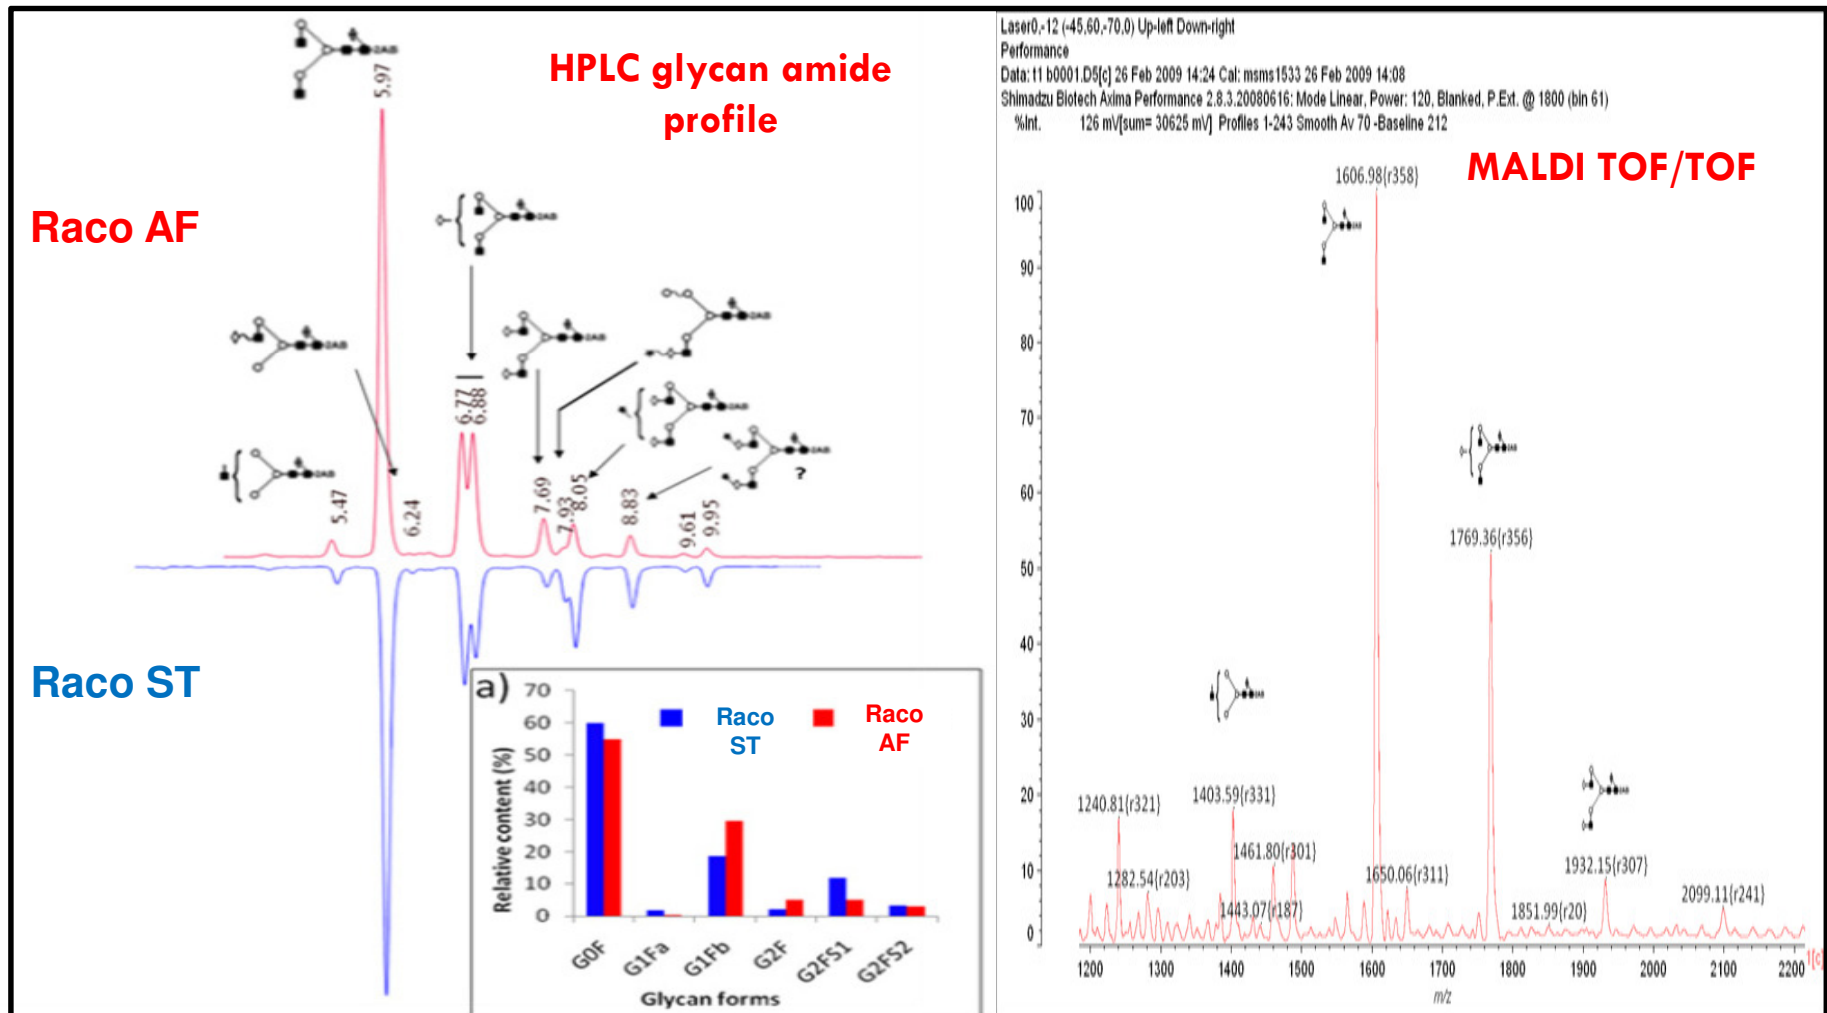 HPLC glycan amide
profile
Raco AF
Raco ST
2AB
5.97
2AB
2AB
2AB
2AB
2AB
2AB
2AB
?
5.47
6.24
6.77
6.88
7.69
7.93
8.05
8.83
9.61
9.95
a)
Raco
ST
Raco
AF
Relative content (%)
70
60
50
40
30
20
10
0
G0F
G1Fa
G1Fb
G2F
G2FS1
G2FS2
Glycan forms
Laser0,-12 (-45,60,-70,0) Up-left Down-right
Performance
Data: t1 b0001.D5[c] 26 Feb 2009 14:24 Cal: msms1533 26 Feb 2009 14:08
Shimadzu Biotech Axima Performance 2.8.3.20080616: Mode Linear, Power: 120, Blanked, P.Ext. @ 1800 (bin 61)
%Int. 126 mV[sum= 30625 mV] Profiles 1-243 Smooth Av 70 -Baseline 212
MALDI TOF/TOF
1606.98{r358}
1769.36{r356}
1240.81{r321}
1403.59{r331}
1461.80{r301}
1282.54{r203}
1443.07{r187}
1650.06{r311}
1932.15{r307}
1851.99{r20}
2099.11{r241}
100
90
80
70
60
50
40
30
20
10
0
1200 1300 1400 1500 1600 1700 1800 1900 2000 2100 2200
m/z